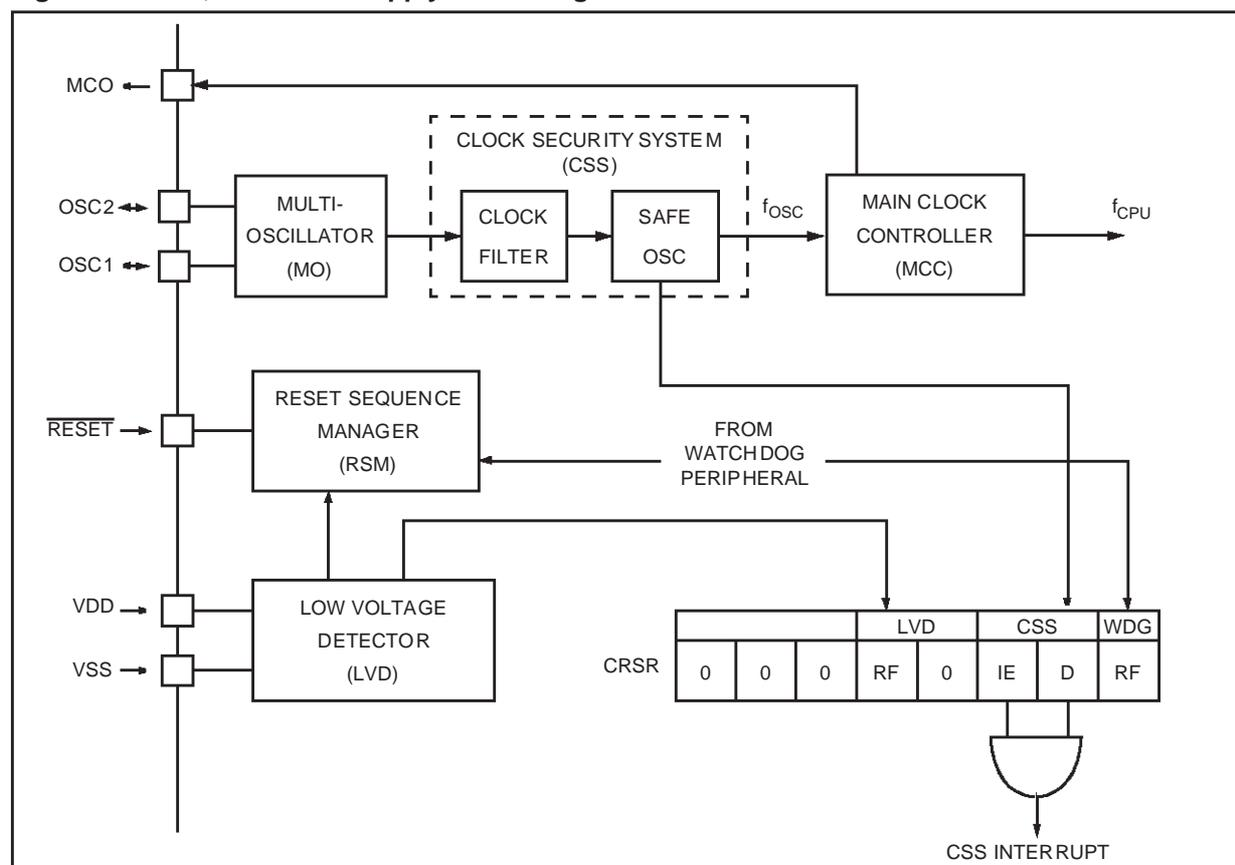 MCO
CLOCK SECURITY SYSTEM
(CSS)
OSC2
OSC1
MULTI-
OSCILLATOR
(MO)
CLOCK
FILTER
SAFE
OSC
fOSC
MAIN CLOCK
CONTROLLER
(MCC)
fCPU
RESET
RESET SEQUENCE
MANAGER
(RSM)
FROM
WATCHDOG
PERIPHERAL
VDD
VSS
LOW VOLTAGE
DETECTOR
(LVD)
LVD CSS WDG
CRSR 0 0 0 RF 0 IE D RF
CSS INTERRUPT